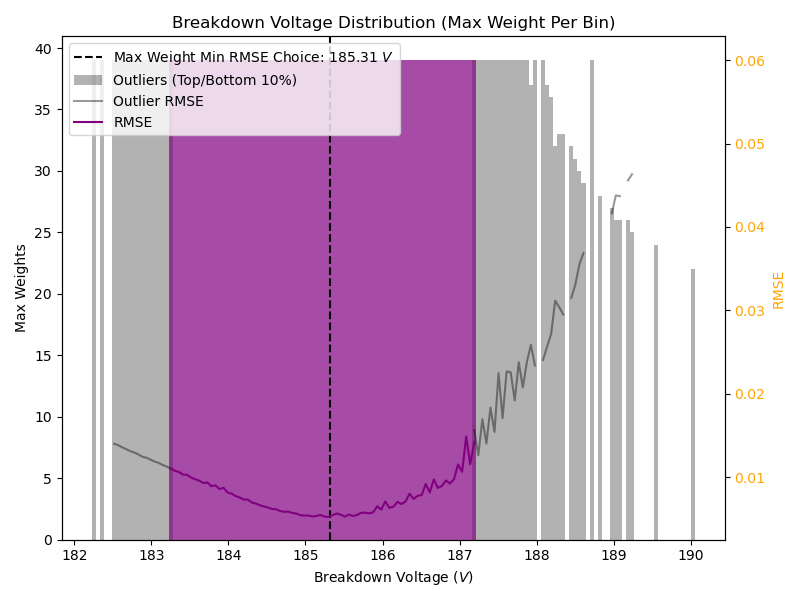 Breakdown Voltage Distribution (Max Weight Per Bin)
Max Weight Min RMSE Choice: 185.31 V
Outliers (Top/Bottom 10%)
Outlier RMSE
RMSE
Max Weights
40
35
30
25
20
15
10
5
0
0.06
0.05
0.04
0.03
0.02
0.01
RMSE
182 183 184 185 186 187 188 189 190
Breakdown Voltage (V)